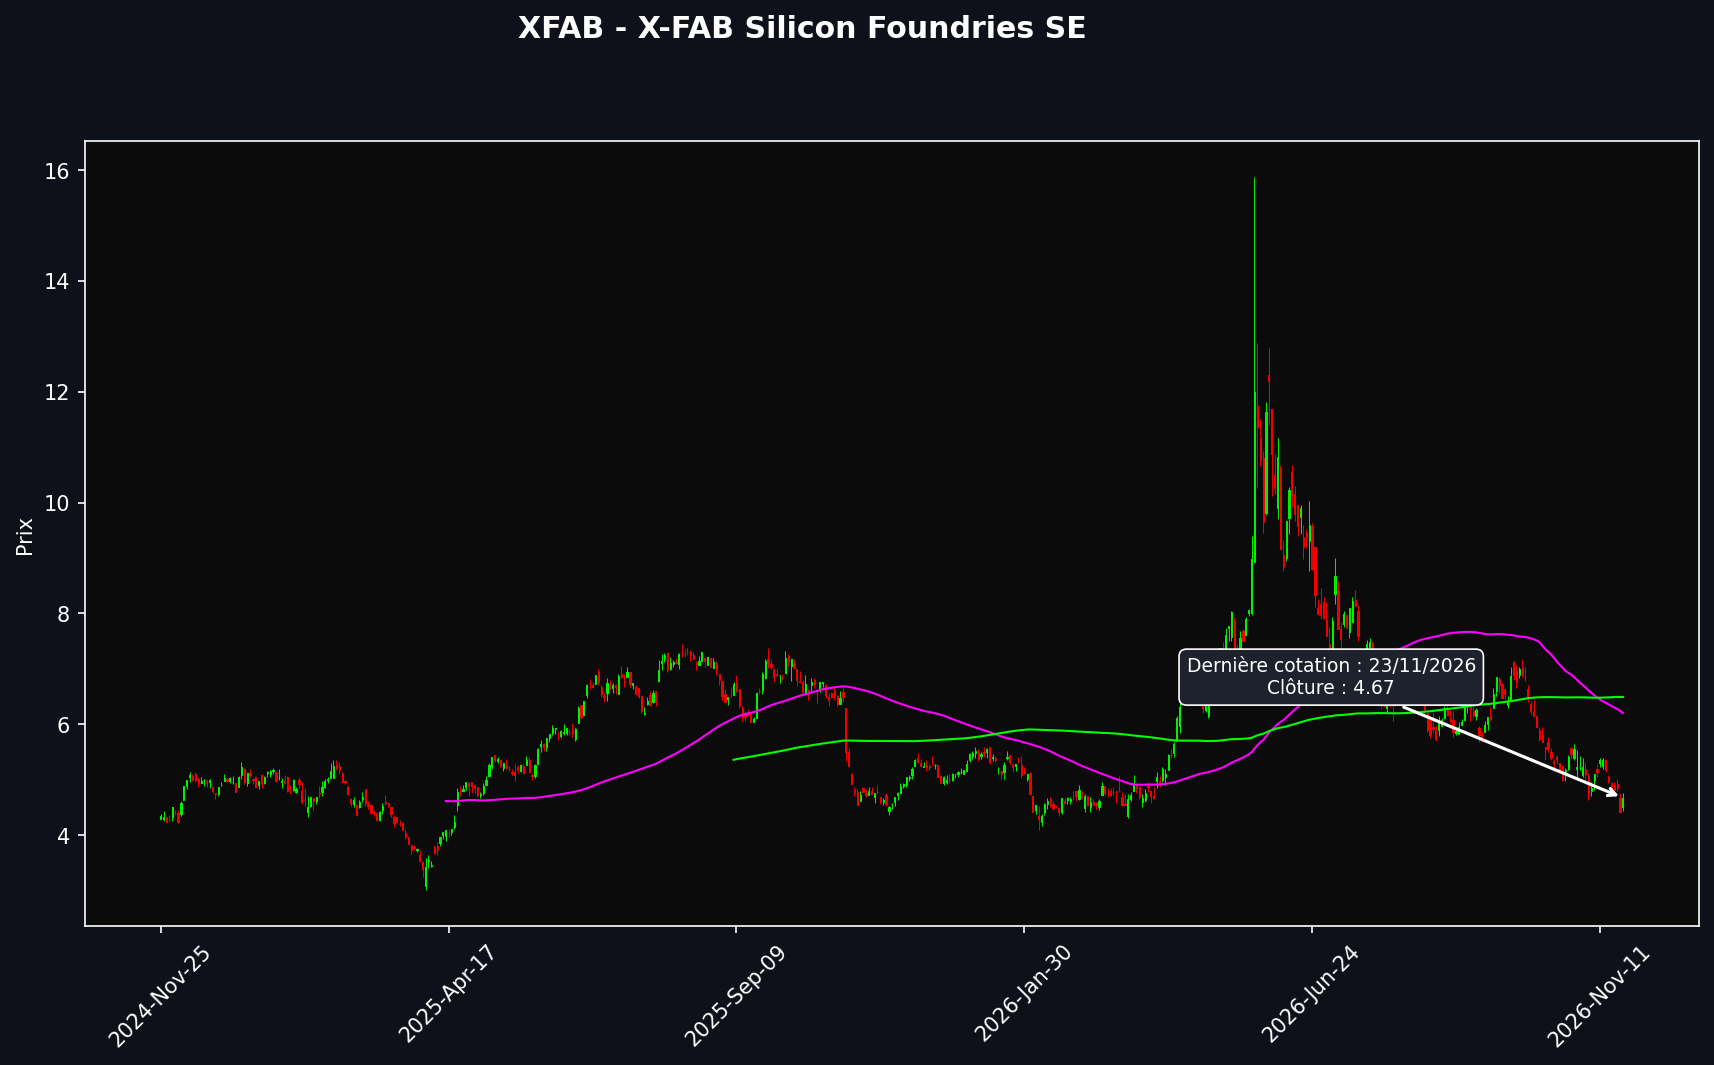 XFAB - X-FAB Silicon Foundries SE
Prix
16
14
12
10
8
6
4
Dernière cotation : 23/11/2026
Clôture : 4.67
2024-Nov-25
2025-Apr-17
2025-Sep-09
2026-Jan-30
2026-Jun-24
2026-Nov-11